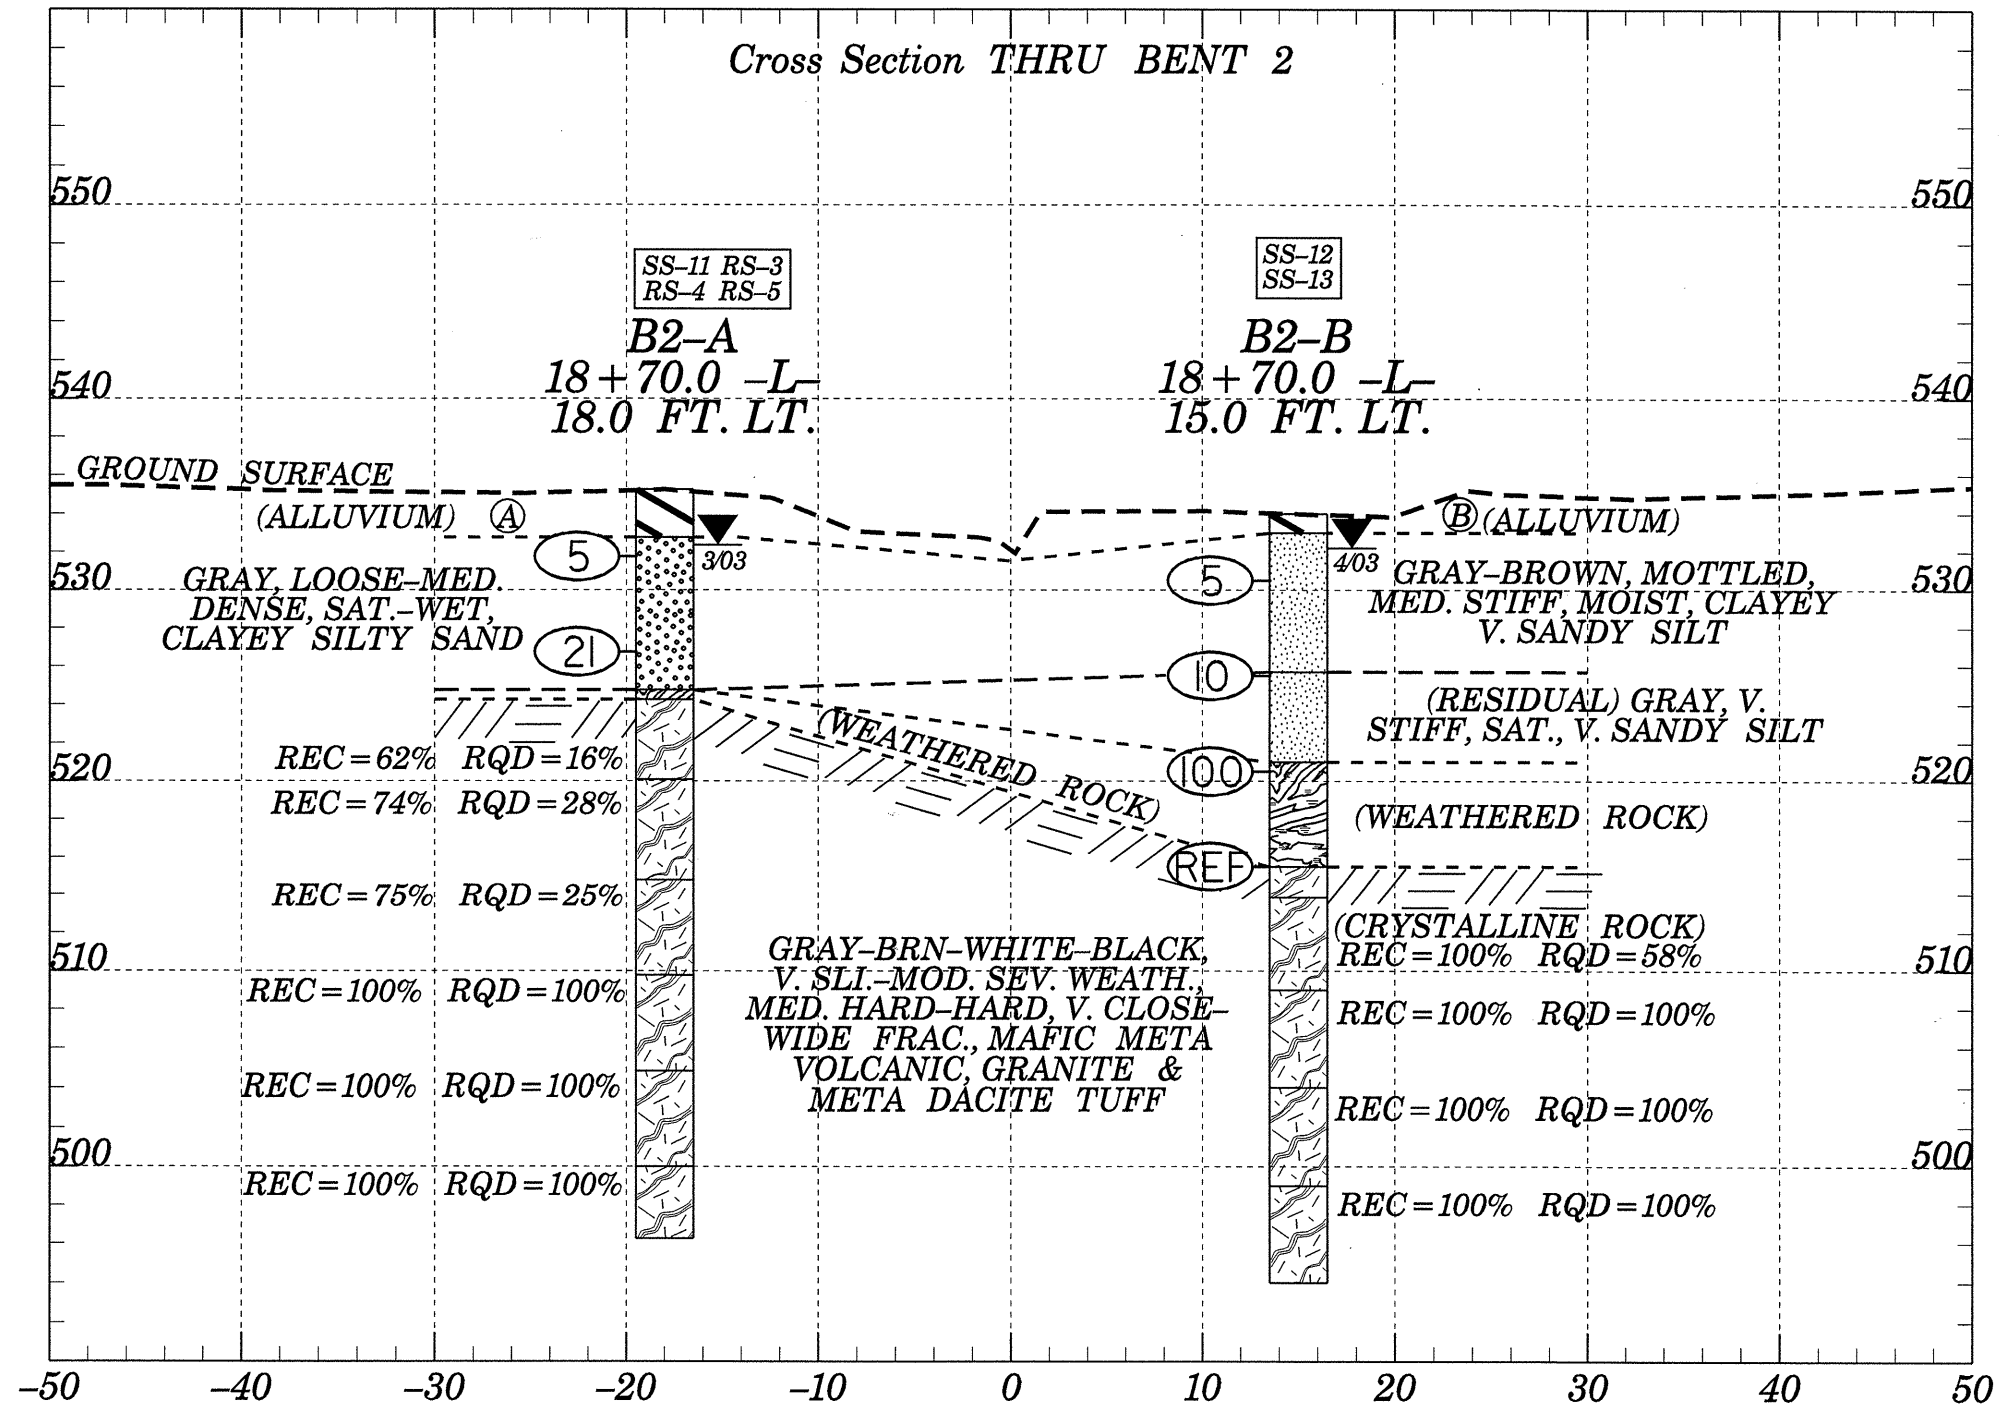 Cross Section THRU BENT 2
550
550
SS-11 RS-3
RS-4 RS-5
SS-12
SS-13
B2-A
18+70.0 -L-
18.0 FT. LT.
B2-B
18+70.0 -L-
15.0 FT. LT.
540
540
GROUND SURFACE
(ALLUVIUM) A
B (ALLUVIUM)
5
3/03
5
4/03
530
530
GRAY, LOOSE-MED.
DENSE, SAT.-WET,
CLAYEY SILTY SAND
GRAY-BROWN, MOTTLED,
MED. STIFF, MOIST, CLAYEY
V. SANDY SILT
21
10
(RESIDUAL) GRAY, V.
STIFF, SAT., V. SANDY SILT
(WEATHERED ROCK)
REC=62% RQD=16%
520
100
520
REC=74% RQD=28%
(WEATHERED ROCK)
REF
REC=75% RQD=25%
(CRYSTALLINE ROCK)
REC=100% RQD=58%
510
510
GRAY-BRN-WHITE-BLACK,
V. SLI.-MOD. SEV. WEATH.,
MED. HARD-HARD, V. CLOSE-
WIDE FRAC., MAFIC META
VOLCANIC, GRANITE &
META DACITE TUFF
REC=100% RQD=100%
REC=100% RQD=100%
REC=100% RQD=100%
REC=100% RQD=100%
500
500
REC=100% RQD=100%
REC=100% RQD=100%
-50 -40 -30 -20 -10 0 10 20 30 40 50